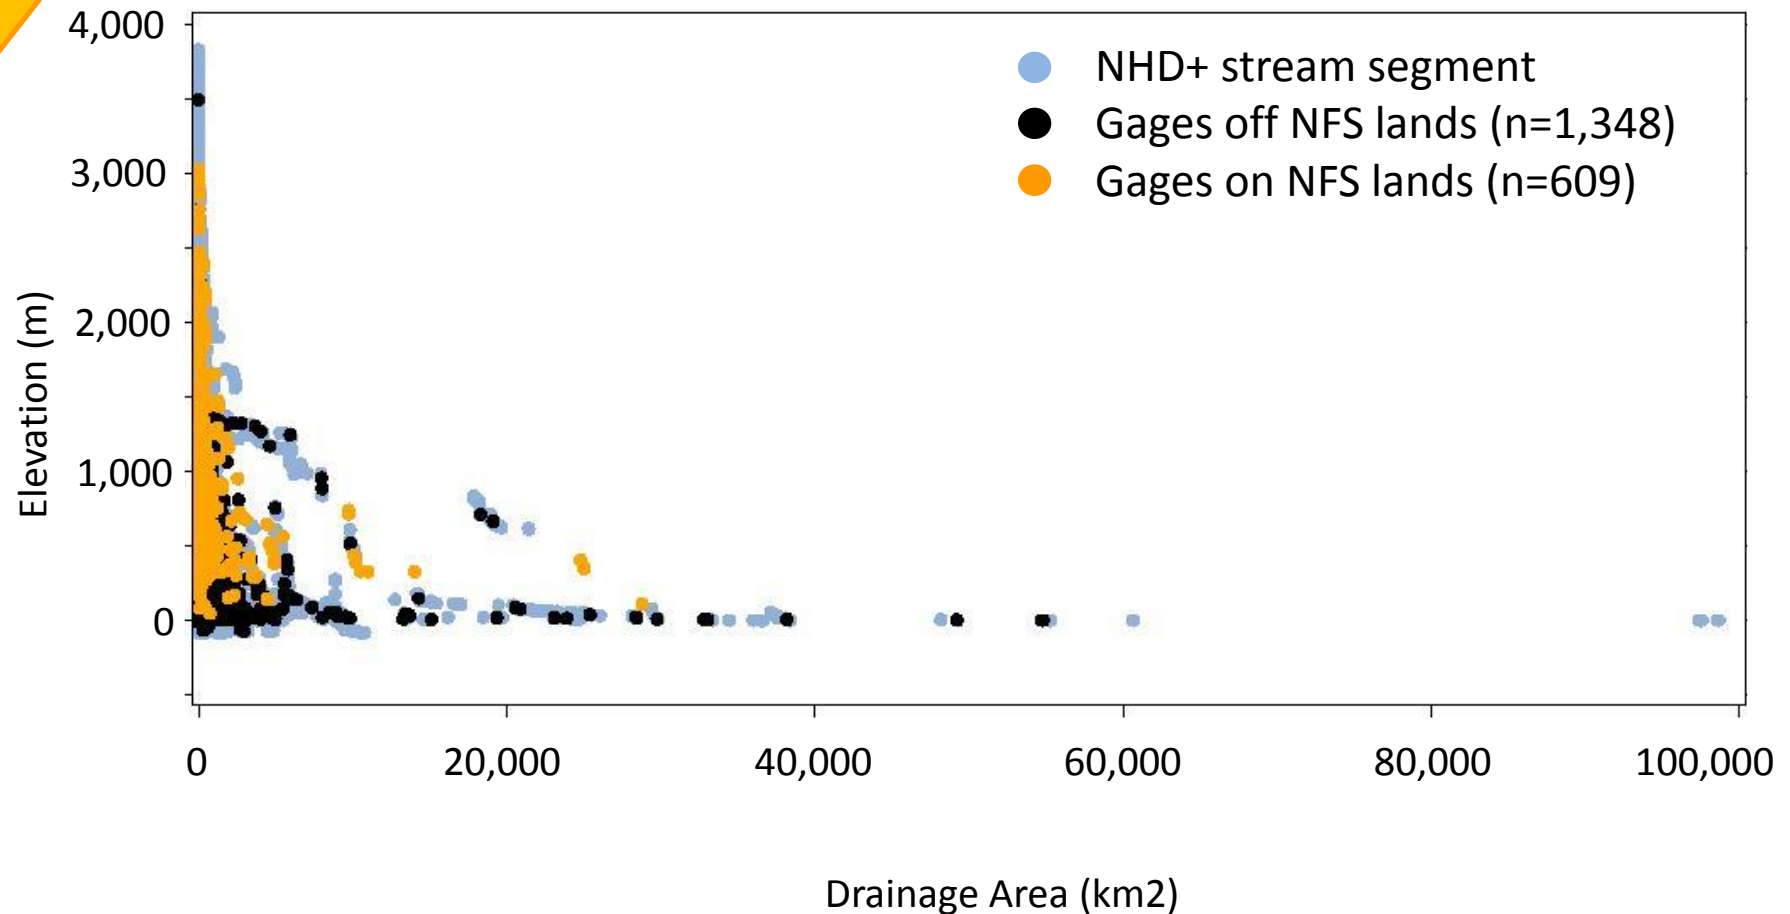 4,000
3,000
2,000
1,000
0
Elevation (m)
NHD+ stream segment
Gages off NFS lands (n=1,348)
Gages on NFS lands (n=609)
0 20,000 40,000 60,000 80,000 100,000
Drainage Area (km2)